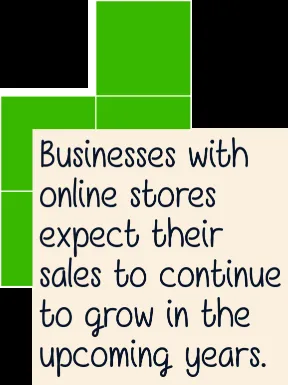 Businesses with
online stores
expect their
sales to continue
to grow in the
upcoming years.